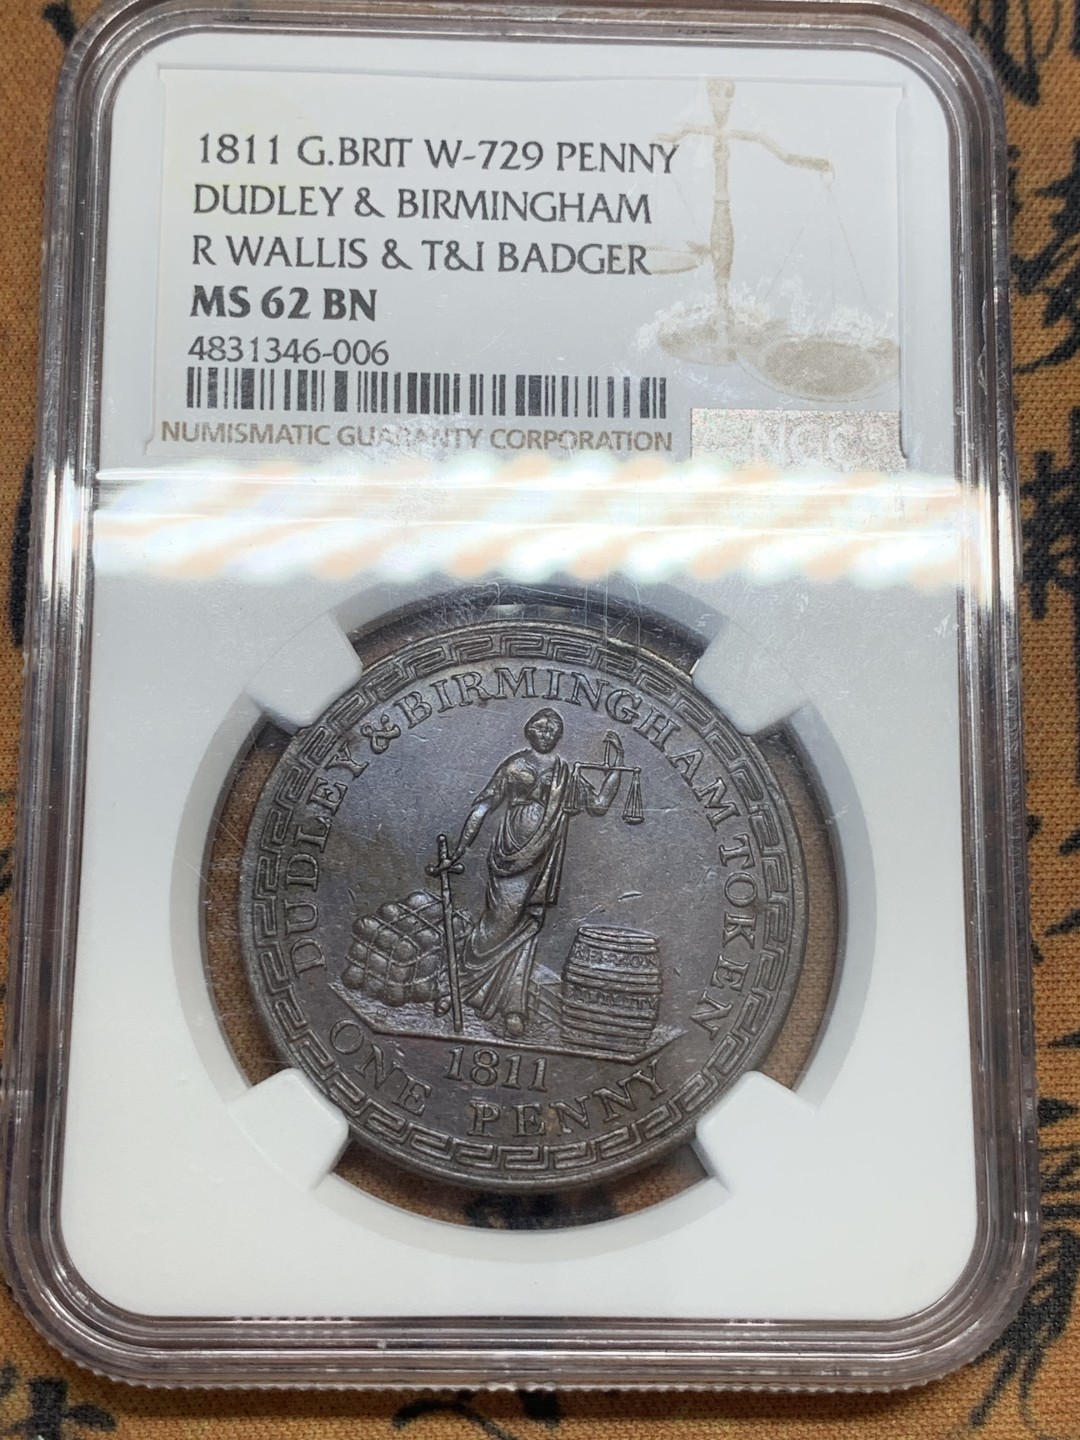 1811 G.BRIT W-729 PENNY
DUDLEY & BIRMINGHAM
R WALLIS & T&I BADGER
MS 62 BN
4831346-006
NUMISMATIC GUARANTY CORPORATION
NGC
DUDLEY & BIRMINGHAM TOKEN
1811
ONE PENNY